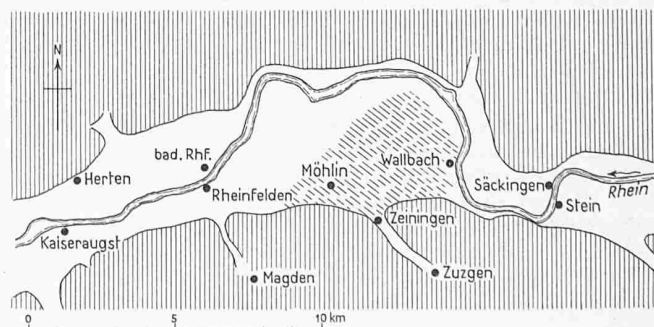 N
bad. Rhf.
Herten
Rheinfelden
Möhlin
Wallbach
Säckingen
Rhein
Stein
Kaiseraugst
Zeiningen
Magden
Zuzgen
0 5 10 km